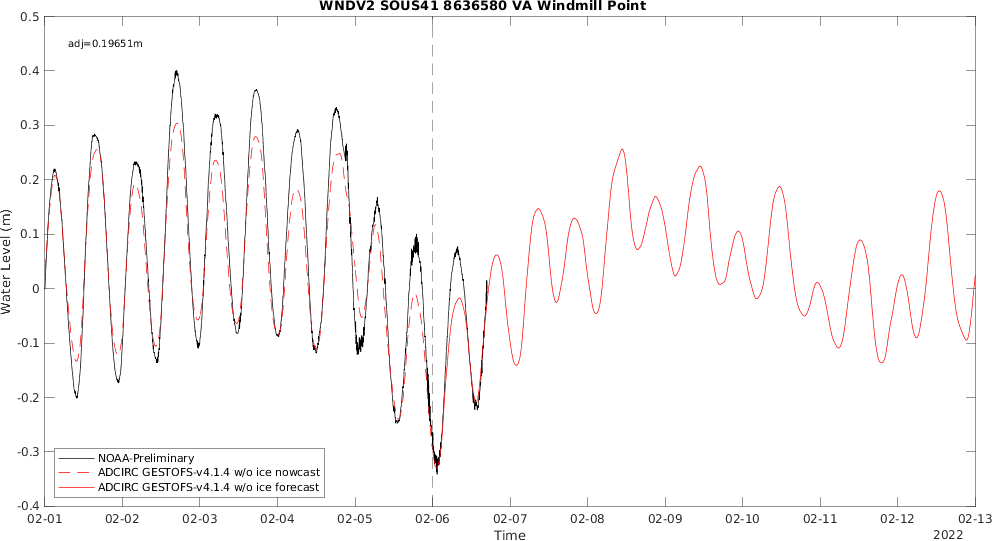 WNDV2 SOUS41 8636580 VA Windmill Point
adj=0.19651m
0.5
0.4
0.3
0.2
0.1
0
-0.1
-0.2
-0.3
-0.4
Water Level (m)
NOAA-Preliminary
ADCIRC GESTOFS-v4.1.4 w/o ice nowcast
ADCIRC GESTOFS-v4.1.4 w/o ice forecast
02-01 02-02 02-03 02-04 02-05 02-06 02-07 02-08 02-09 02-10 02-11 02-12 02-13
Time
2022